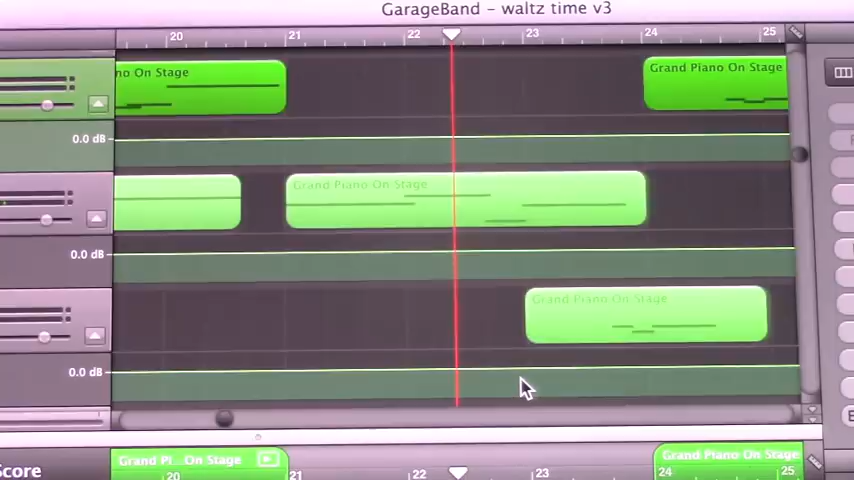 GarageBand – waltz time v3
20 21 22 23 24 25
no On Stage
Grand Piano On Stage
0.0 dB
Grand Piano On Stage
0.0 dB
Grand Piano On Stage
0.0 dB
Grand Pi...On Stage
Grand Piano On Stage
Score
20 21 22 23 24 25